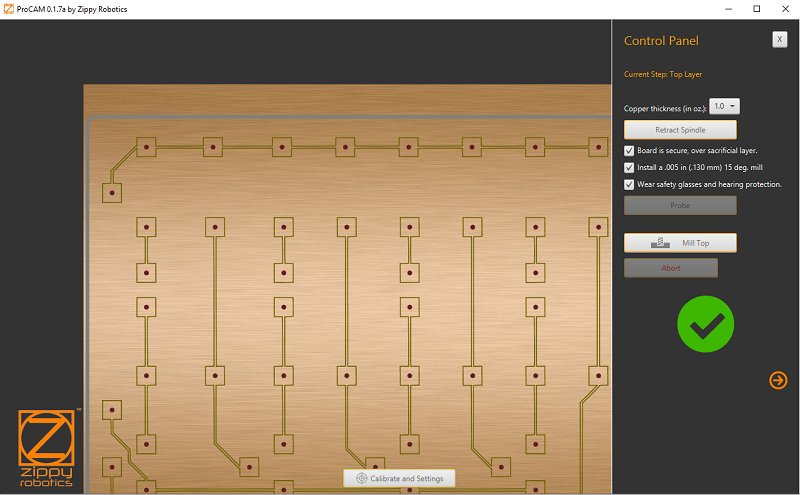 ProCAM 0.1.7a by Zippy Robotics
Control Panel
X
Current Step: Top Layer
Copper thickness (in oz.):
1.0
Retract Spindle
Board is secure, over sacrificial layer.
Install a .005 in (.130 mm) 15 deg. mill
Wear safety glasses and hearing protection.
Probe
Mill Top
Abort
TM
zippy
robotics
Calibrate and Settings